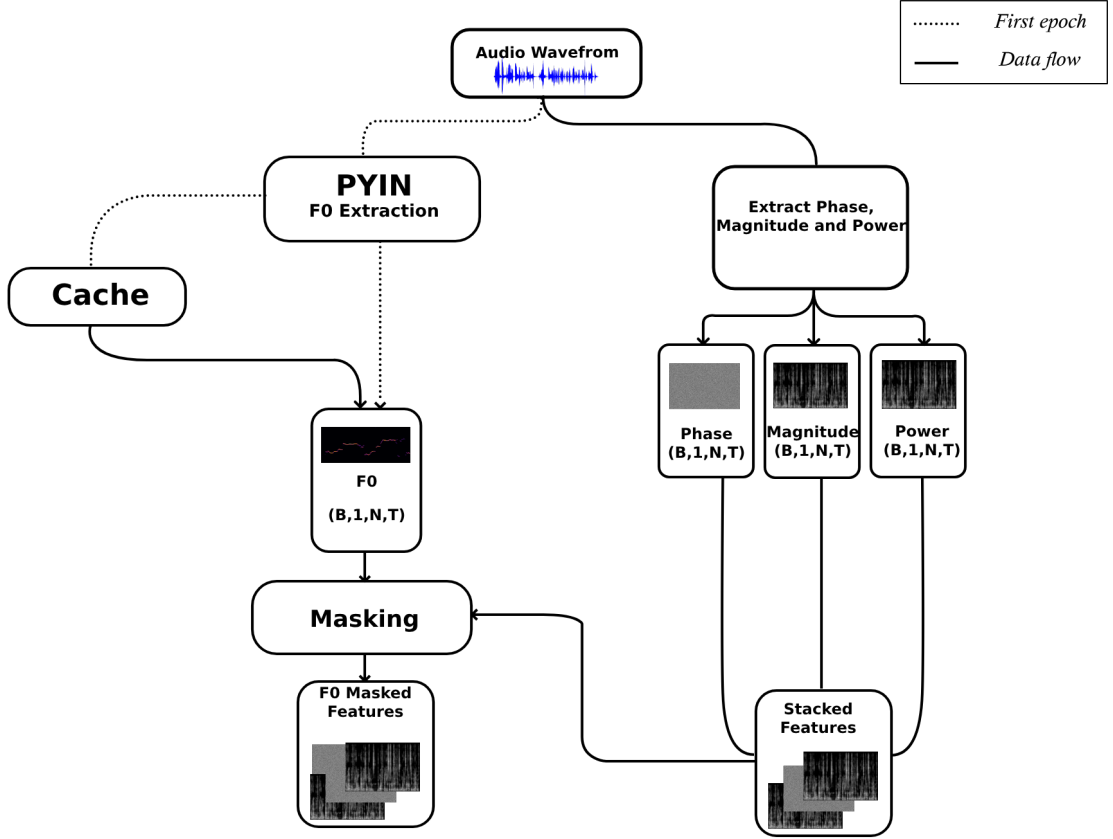 First epoch
Data flow
Audio Wavefrom
PYIN
F0 Extraction
Extract Phase,
Magnitude and Power
Cache
Phase
(B,1,N,T)
Magnitude
(B,1,N,T)
Power
(B,1,N,T)
F0
(B,1,N,T)
Masking
F0 Masked
Features
Stacked
Features